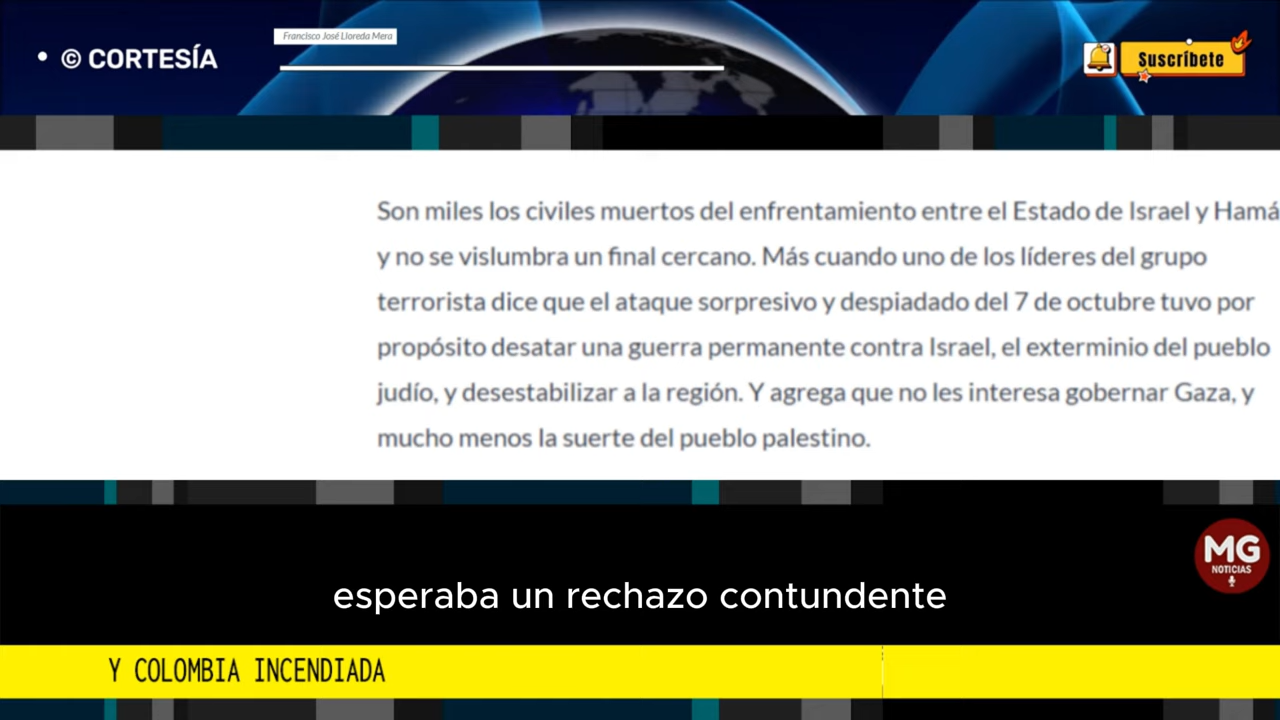 • © CORTESÍA
Francisco José Lloreda Mera
Suscríbete
Son miles los civiles muertos del enfrentamiento entre el Estado de Israel y Hamá
y no se vislumbra un final cercano. Más cuando uno de los líderes del grupo
terrorista dice que el ataque sorpresivo y despiadado del 7 de octubre tuvo por
propósito desatar una guerra permanente contra Israel, el exterminio del pueblo
judío, y desestabilizar a la región. Y agrega que no les interesa gobernar Gaza, y
mucho menos la suerte del pueblo palestino.
MG
NOTICIAS
esperaba un rechazo contundente
Y COLOMBIA INCENDIADA